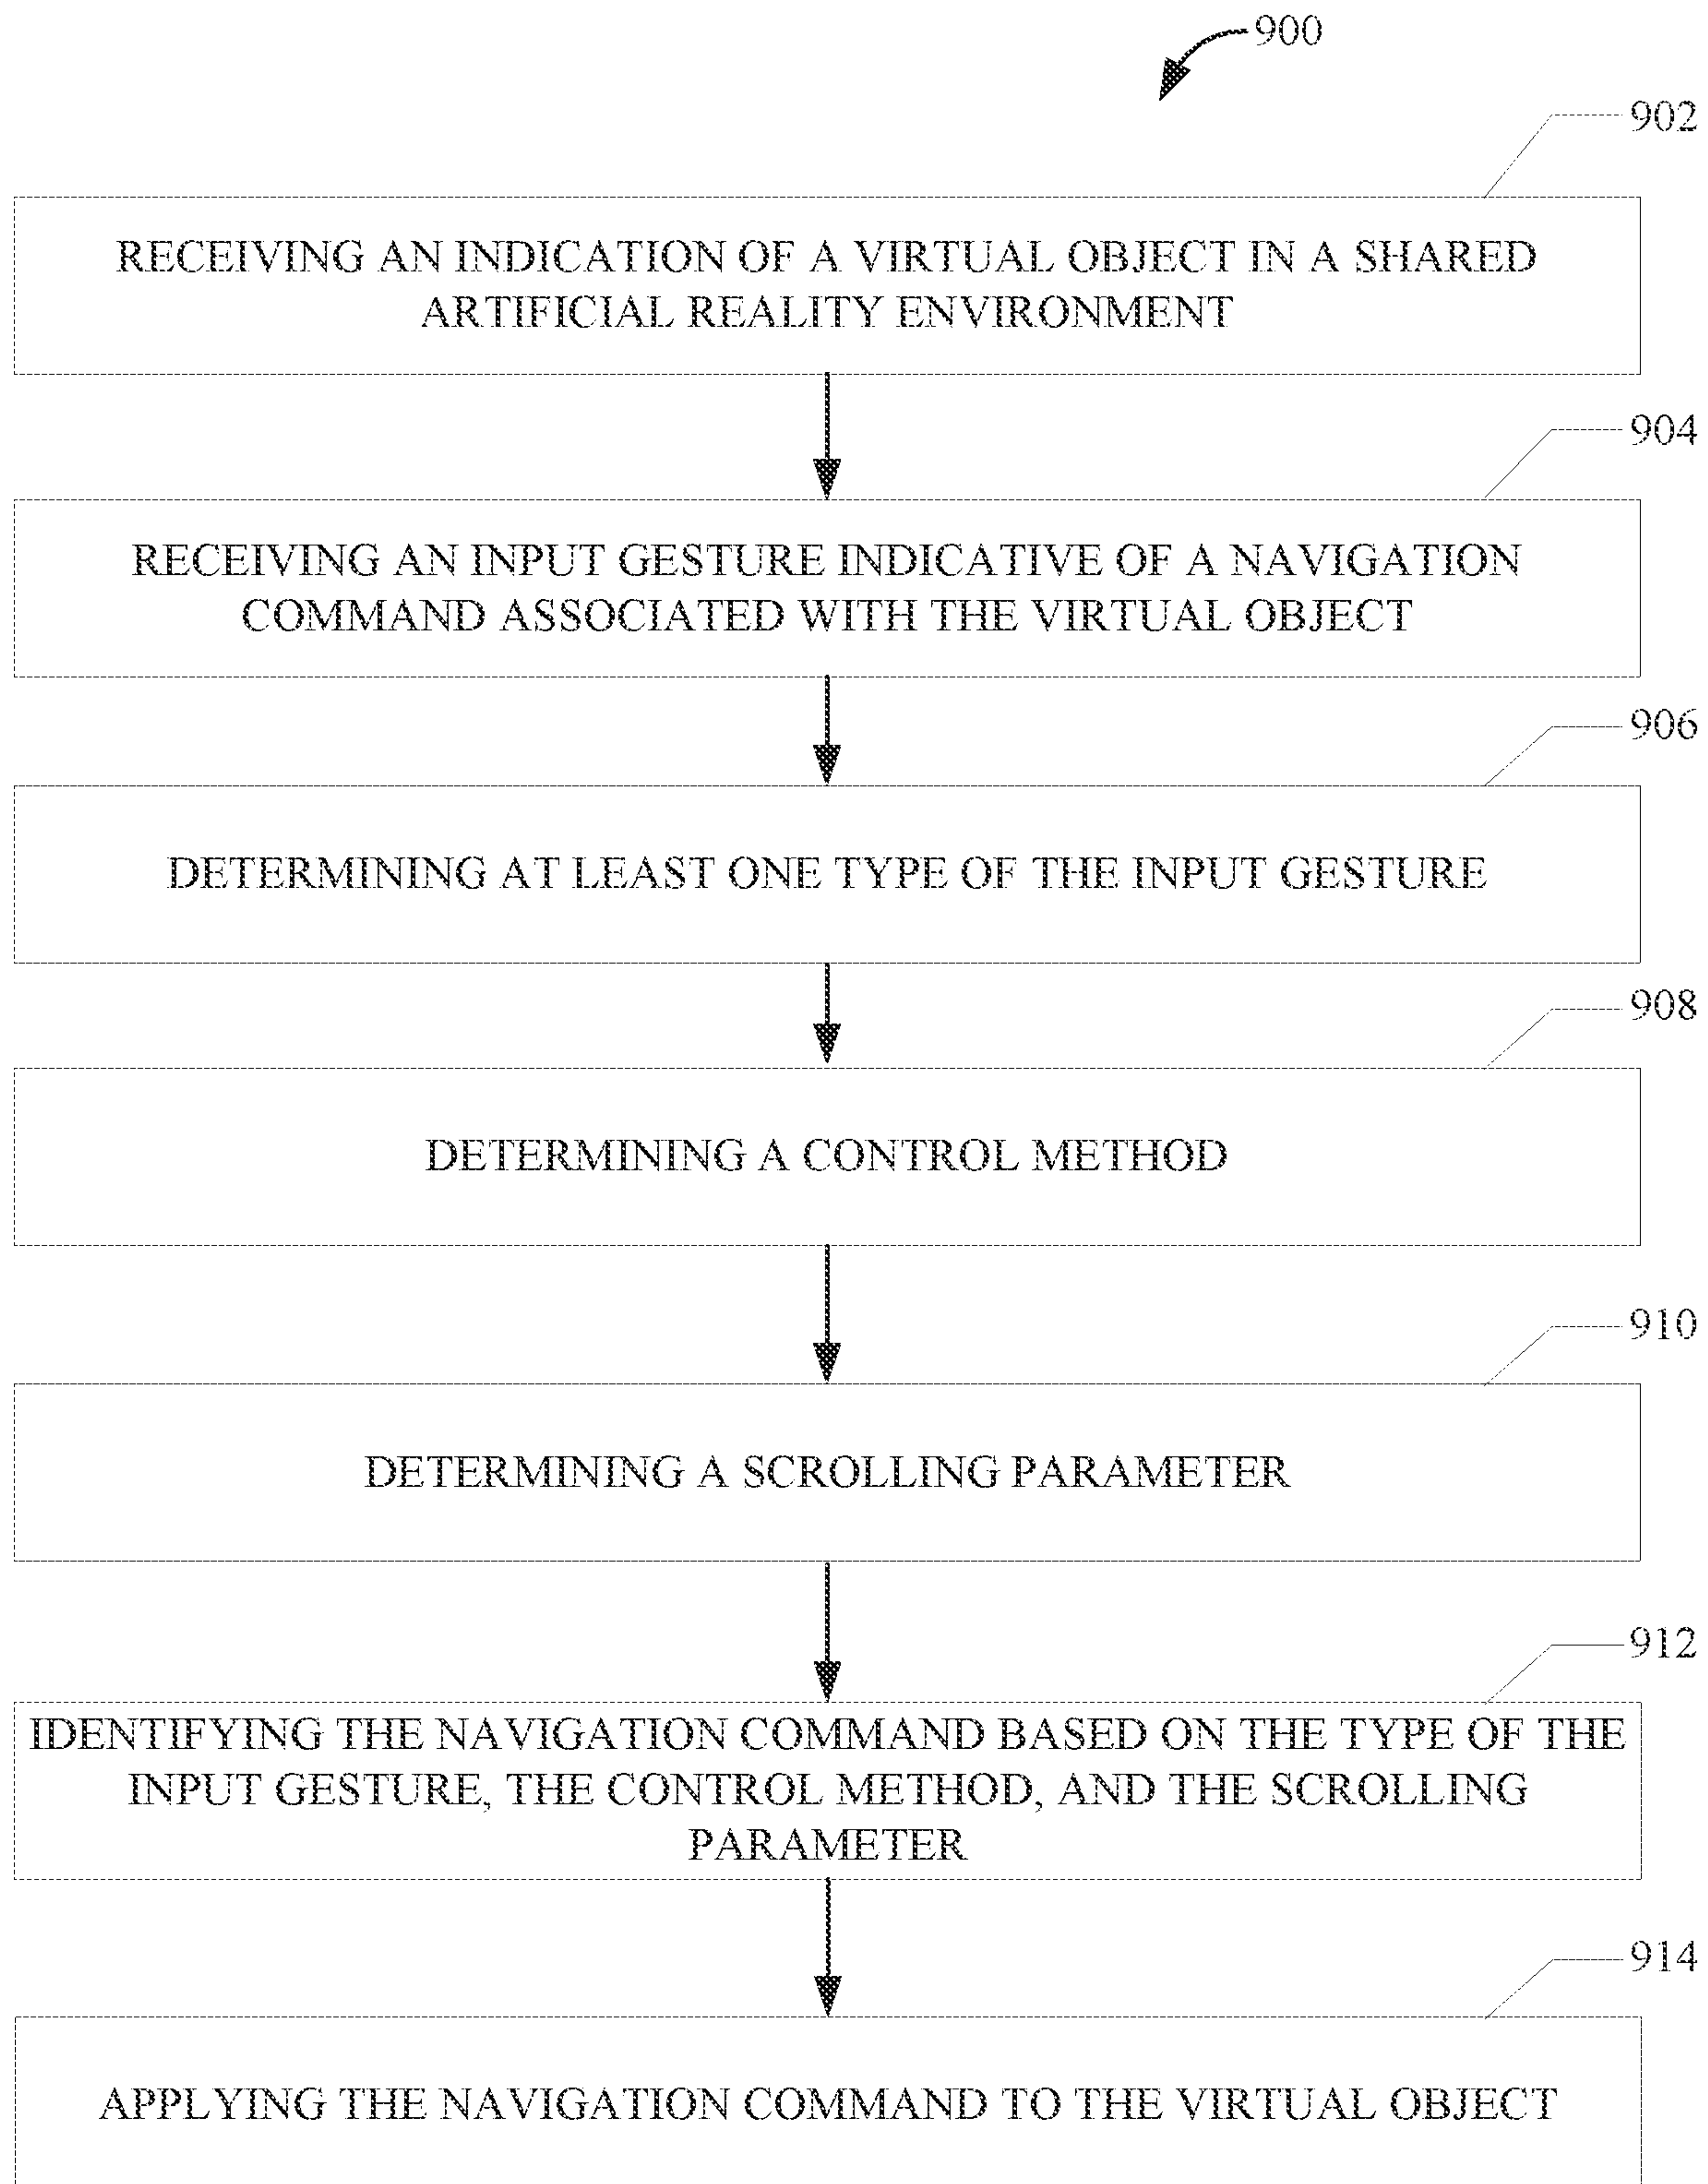 900
902
RECEIVING AN INDICATION OF A VIRTUAL OBJECT IN A SHARED
ARTIFICIAL REALITY ENVIRONMENT
904
RECEIVING AN INPUT GESTURE INDICATIVE OF A NAVIGATION
COMMAND ASSOCIATED WITH THE VIRTUAL OBJECT
906
DETERMINING AT LEAST ONE TYPE OF THE INPUT GESTURE
908
DETERMINING A CONTROL METHOD
910
DETERMINING A SCROLLING PARAMETER
912
IDENTIFYING THE NAVIGATION COMMAND BASED ON THE TYPE OF THE
INPUT GESTURE, THE CONTROL METHOD, AND THE SCROLLING
PARAMETER
914
APPLYING THE NAVIGATION COMMAND TO THE VIRTUAL OBJECT